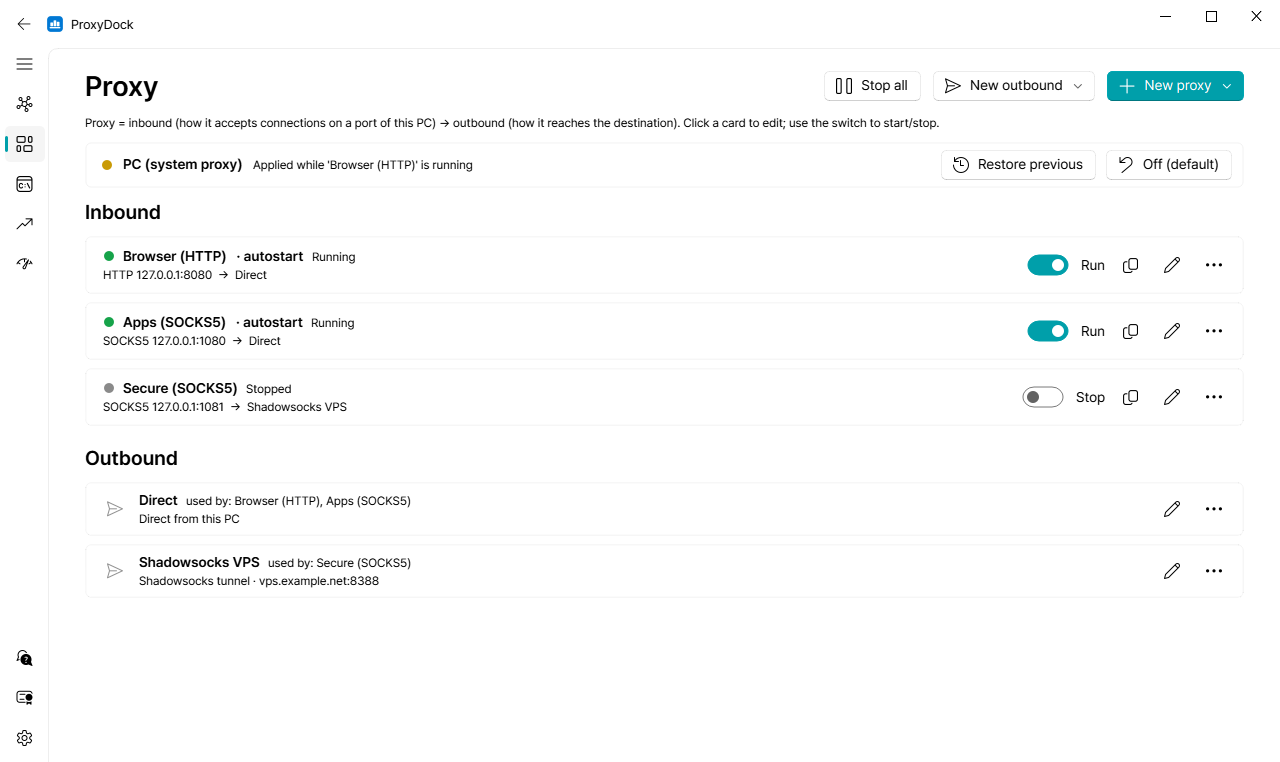 ProxyDock
Proxy
Stop all
New outbound
New proxy
Proxy = inbound (how it accepts connections on a port of this PC) → outbound (how it reaches the destination). Click a card to edit; use the switch to start/stop.
PC (system proxy) Applied while 'Browser (HTTP)' is running
Restore previous
Off (default)
Inbound
Browser (HTTP) · autostart Running
HTTP 127.0.0.1:8080 → Direct
Run
Apps (SOCKS5) · autostart Running
SOCKS5 127.0.0.1:1080 → Direct
Run
Secure (SOCKS5) Stopped
SOCKS5 127.0.0.1:1081 → Shadowsocks VPS
Stop
Outbound
Direct used by: Browser (HTTP), Apps (SOCKS5)
Direct from this PC
Shadowsocks VPS used by: Secure (SOCKS5)
Shadowsocks tunnel · vps.example.net:8388